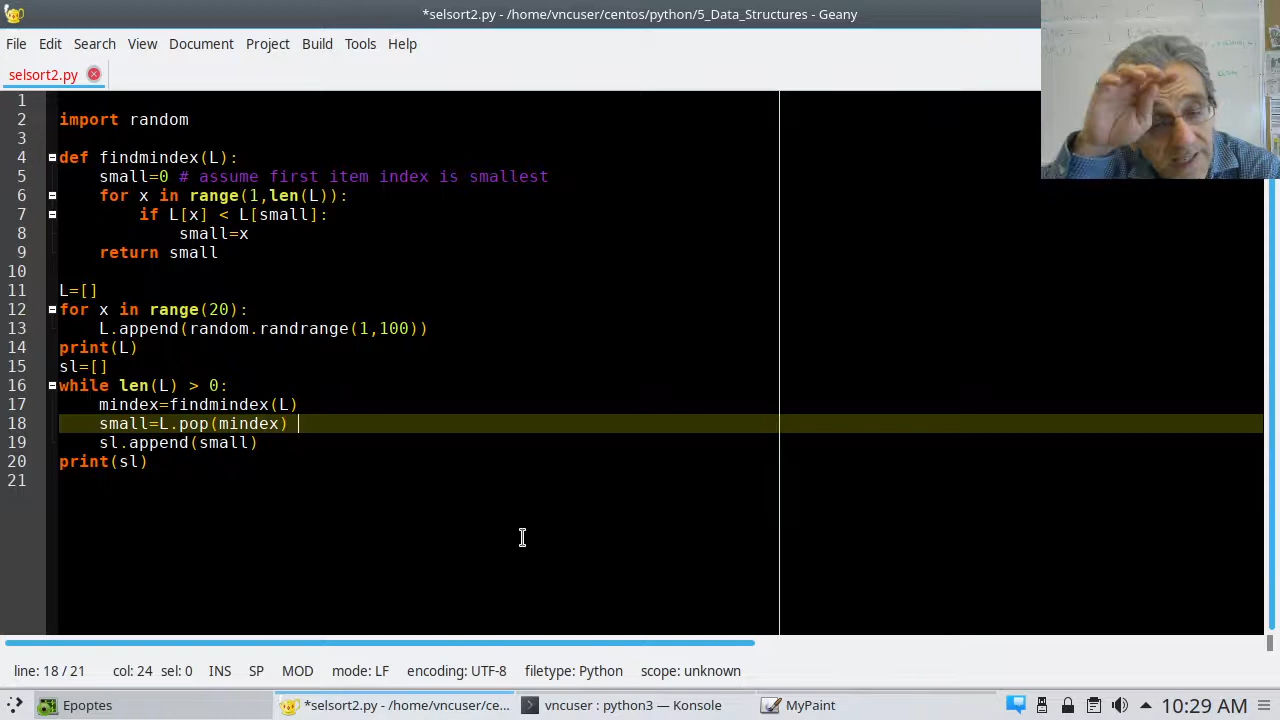 *selsort2.py - /home/vncuser/centos/python/5_Data_Structures - Geany
File Edit Search View Document Project Build Tools Help
selsort2.py
1
2 import random
3
4 def findmindex(L):
5     small=0 # assume first item index is smallest
6     for x in range(1,len(L)):
7         if L[x] < L[small]:
8             small=x
9     return small
10
11 L=[]
12 for x in range(20):
13     L.append(random.randrange(1,100))
14 print(L)
15 sl=[]
16 while len(L) > 0:
17     mindex=findmindex(L)
18     small=L.pop(mindex)
19     sl.append(small)
20 print(sl)
21
line: 18 / 21 col: 24 sel: 0 INS SP MOD mode: LF encoding: UTF-8 filetype: Python scope: unknown
Epoptes *selsort2.py - /home/vncuser/ce... vncuser : python3 — Konsole MyPaint 10:29 AM